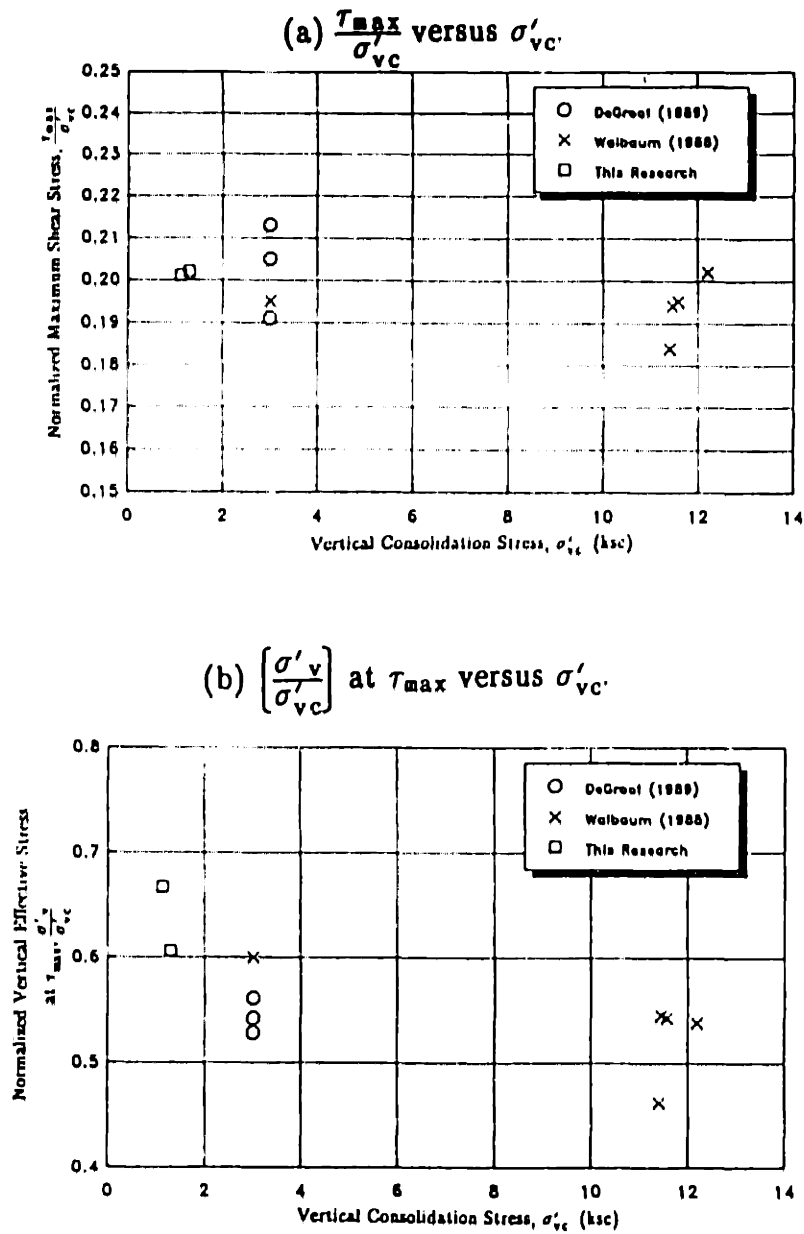 (a) τmax/σ′vc versus σ′vc.
Normalized Maximum Shear Stress, τmax/σ′vc
0.25
0.24
0.23
0.22
0.21
0.20
0.19
0.18
0.17
0.16
0.15
DeGroot (1989)
Walbaum (1988)
This Research
0 2 4 6 8 10 12 14
Vertical Consolidation Stress, σ′vc (ksc)
(b) [σ′v/σ′vc] at τmax versus σ′vc.
Normalized Vertical Effective Stress
at τmax, σ′v/σ′vc
0.8
0.7
0.6
0.5
0.4
DeGroot (1989)
Walbaum (1988)
This Research
0 2 4 6 8 10 12 14
Vertical Consolidation Stress, σ′vc (ksc)